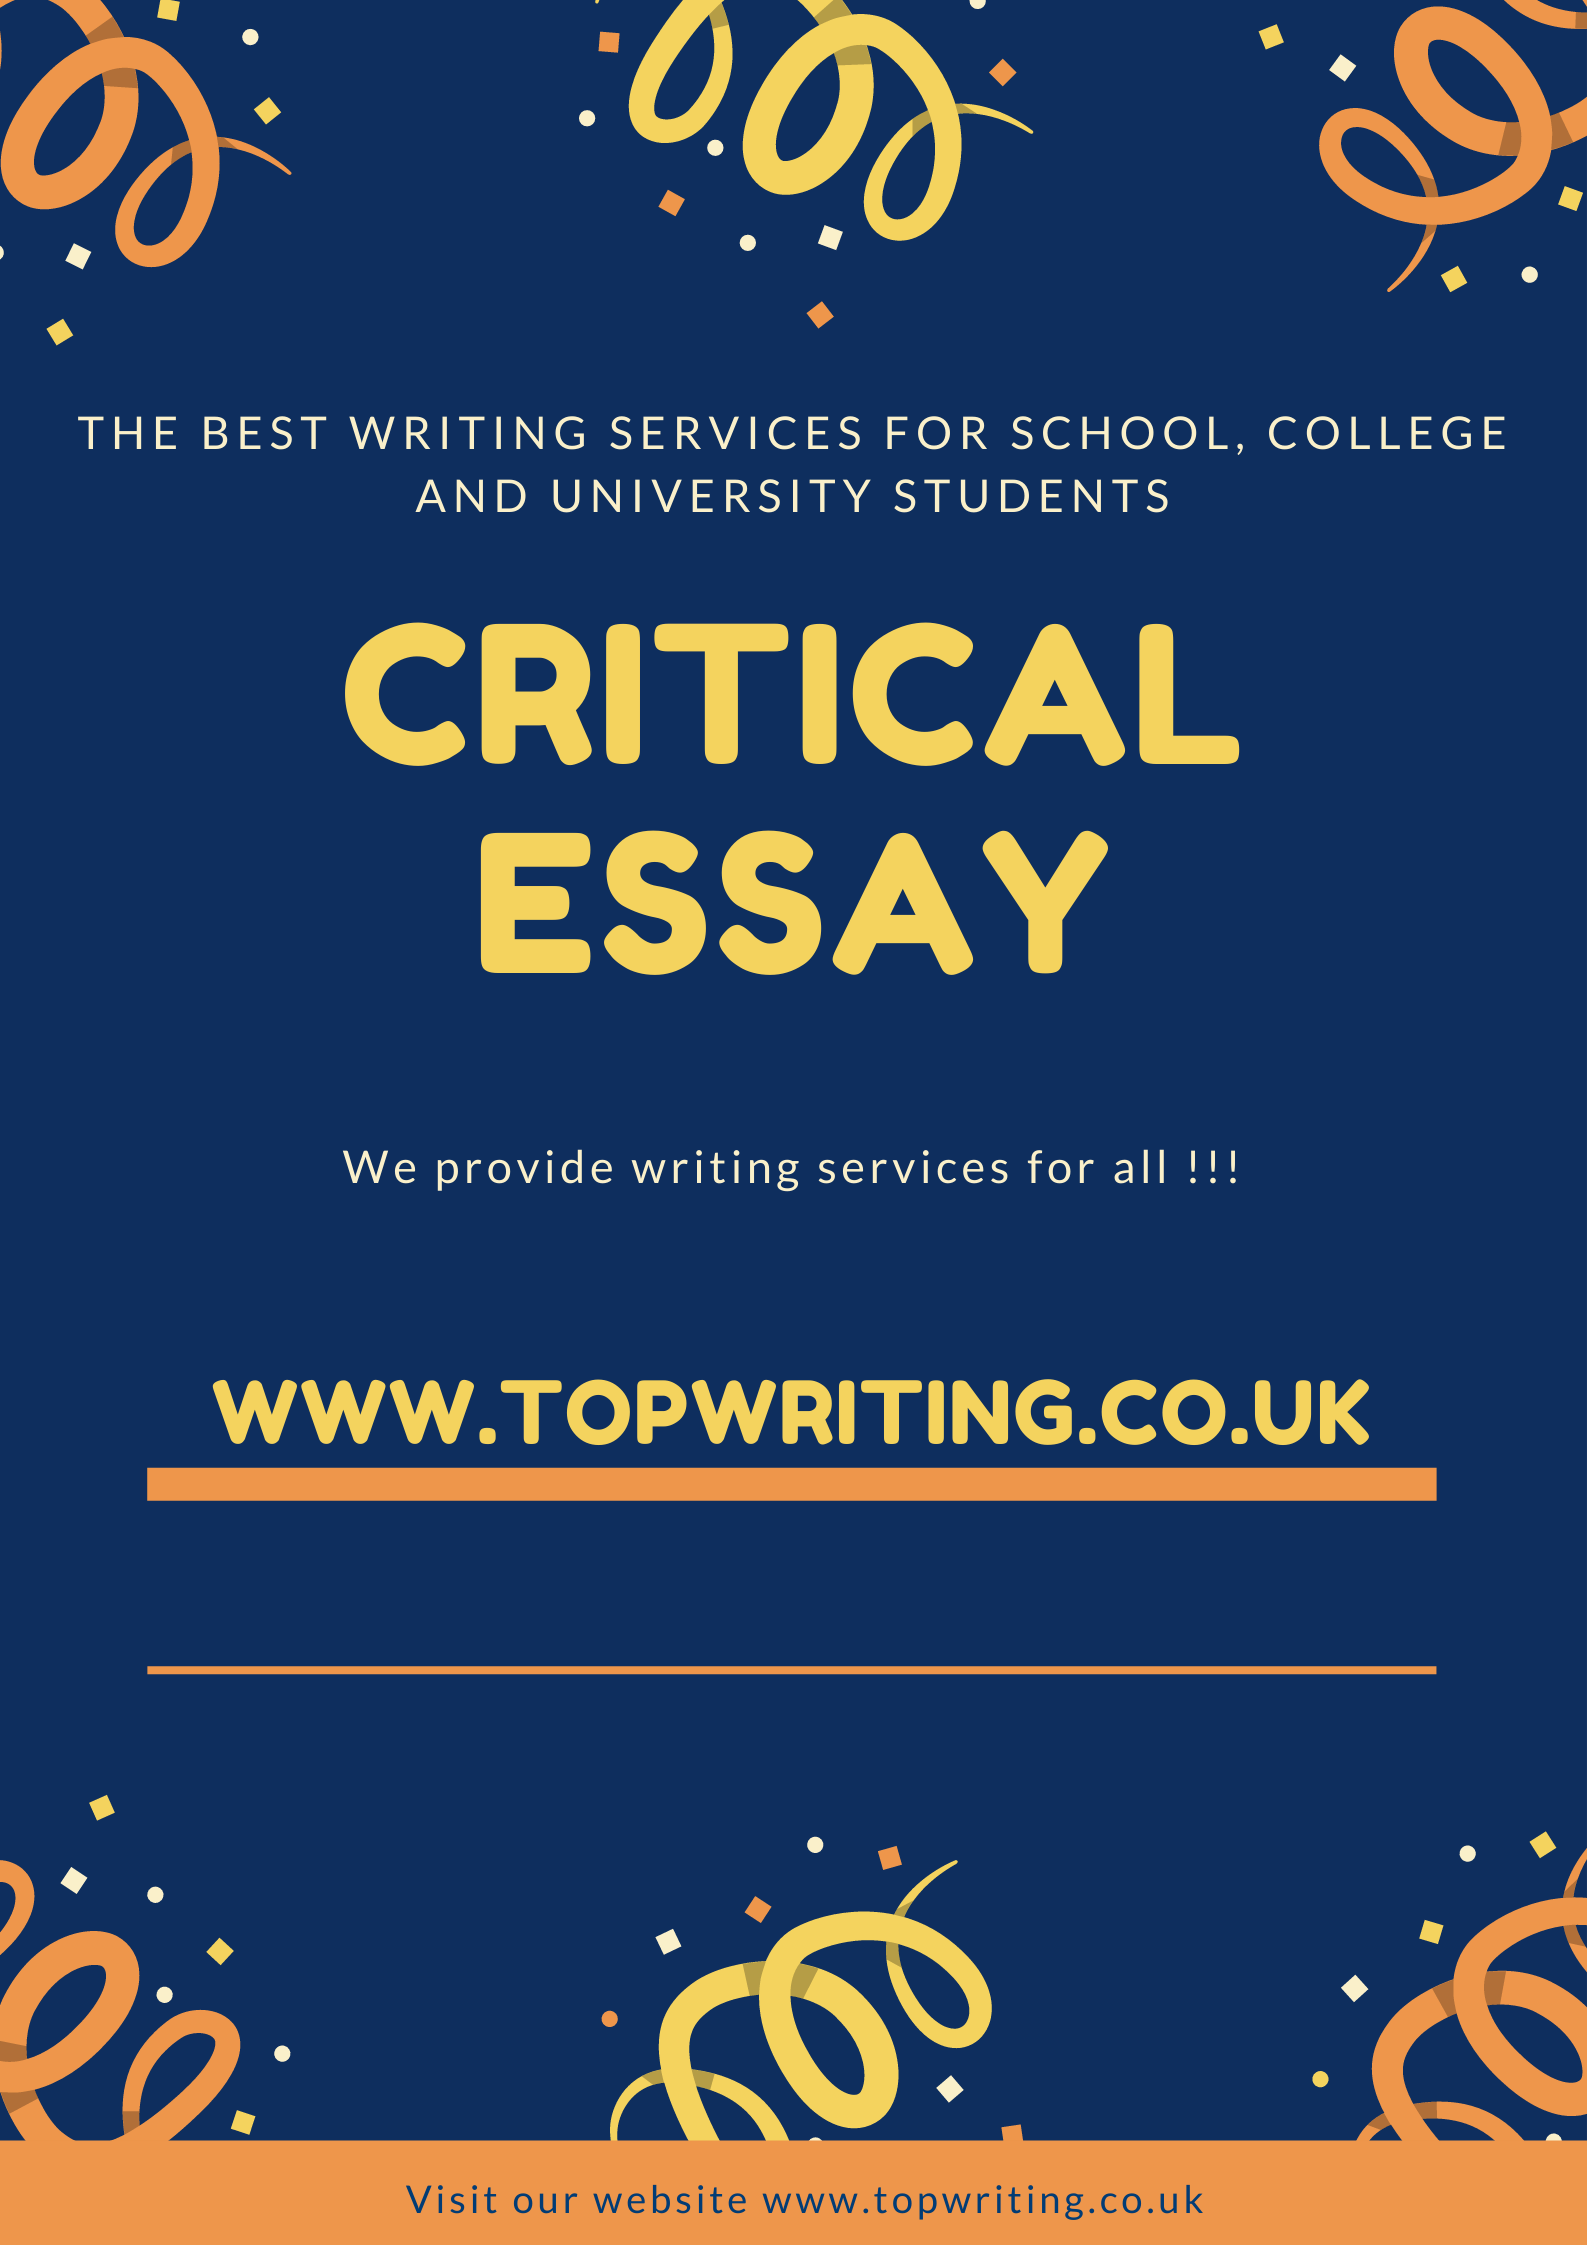 THE BEST WRITING SERVICES FOR SCHOOL, COLLEGE
AND UNIVERSITY STUDENTS
CRITICAL
ESSAY
We provide writing services for all !!!
WWW.TOPWRITING.CO.UK
Visit our website www.topwriting.co.uk